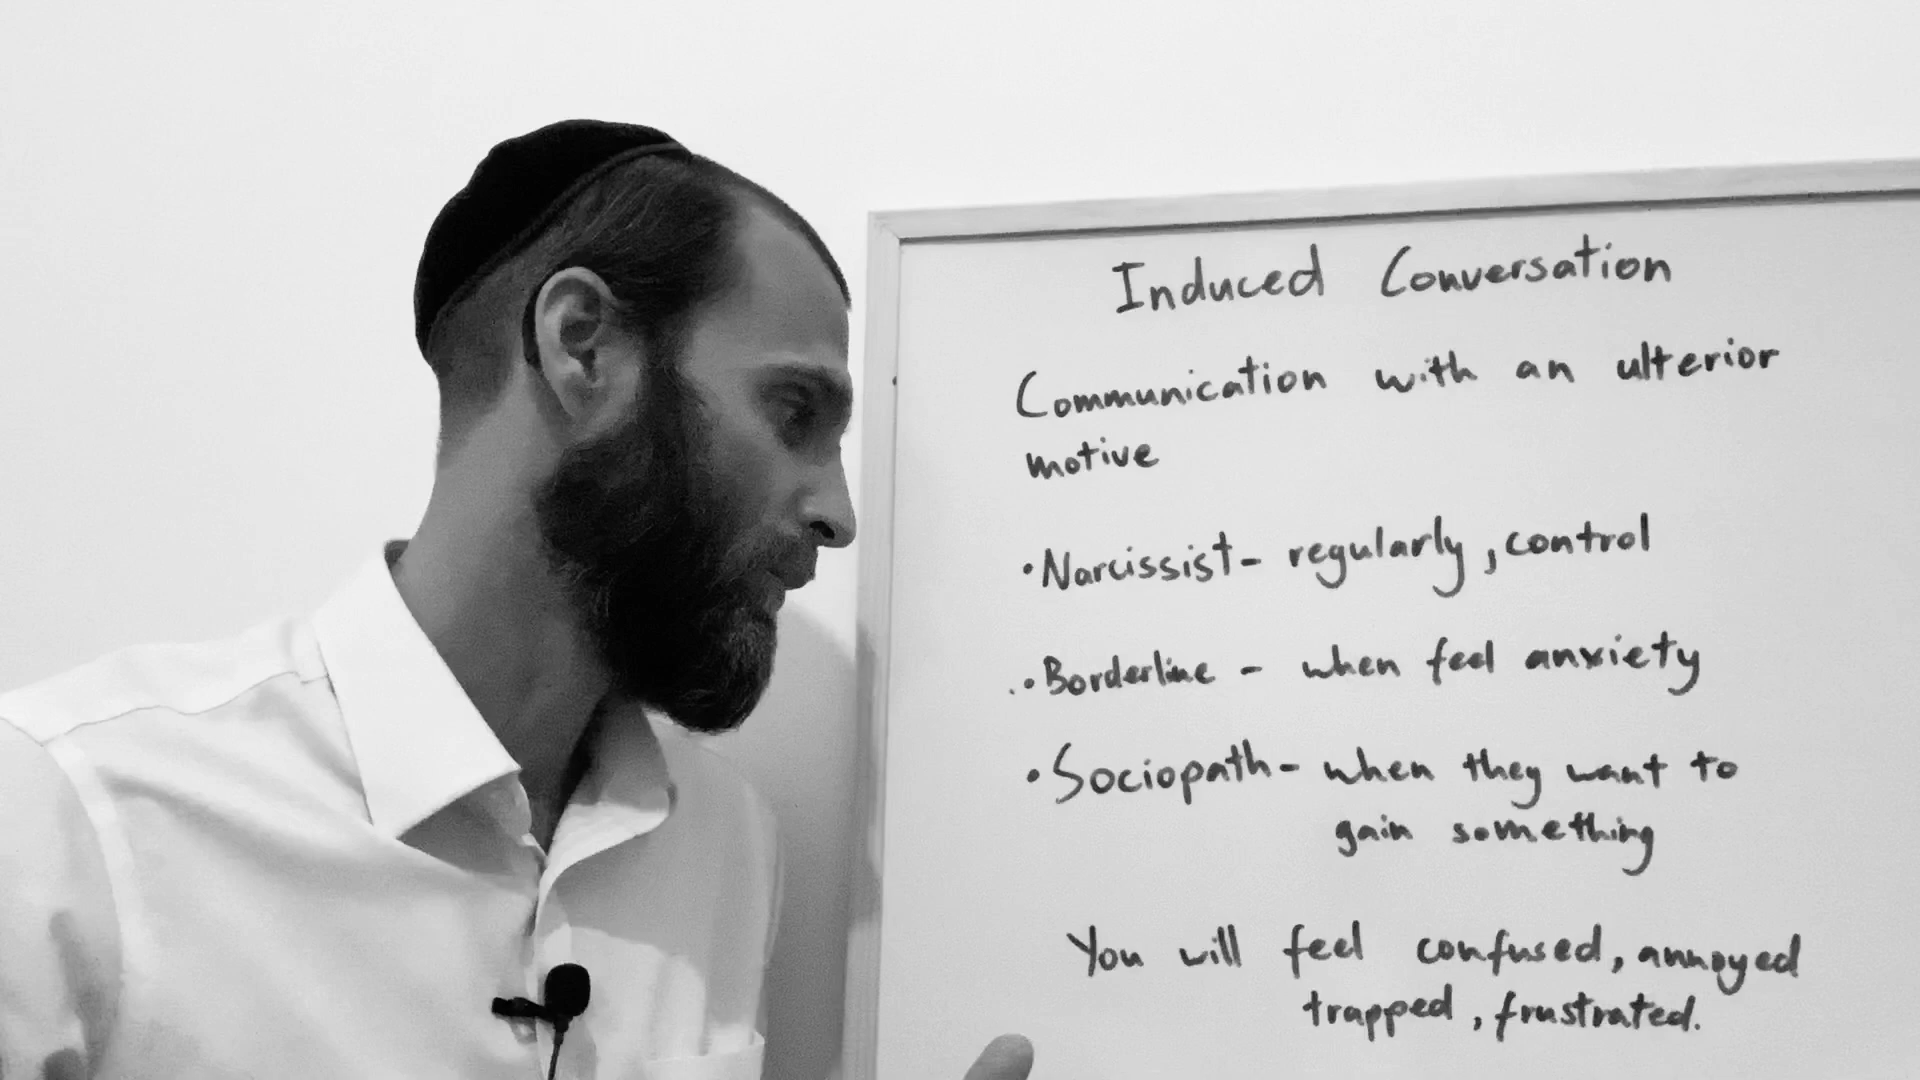 Induced Conversation
Communication with an ulterior
motive
• Narcissist - regularly, control
• Borderline - when feel anxiety
• Sociopath - when they want to
gain something
You will feel confused, annoyed
trapped, frustrated.